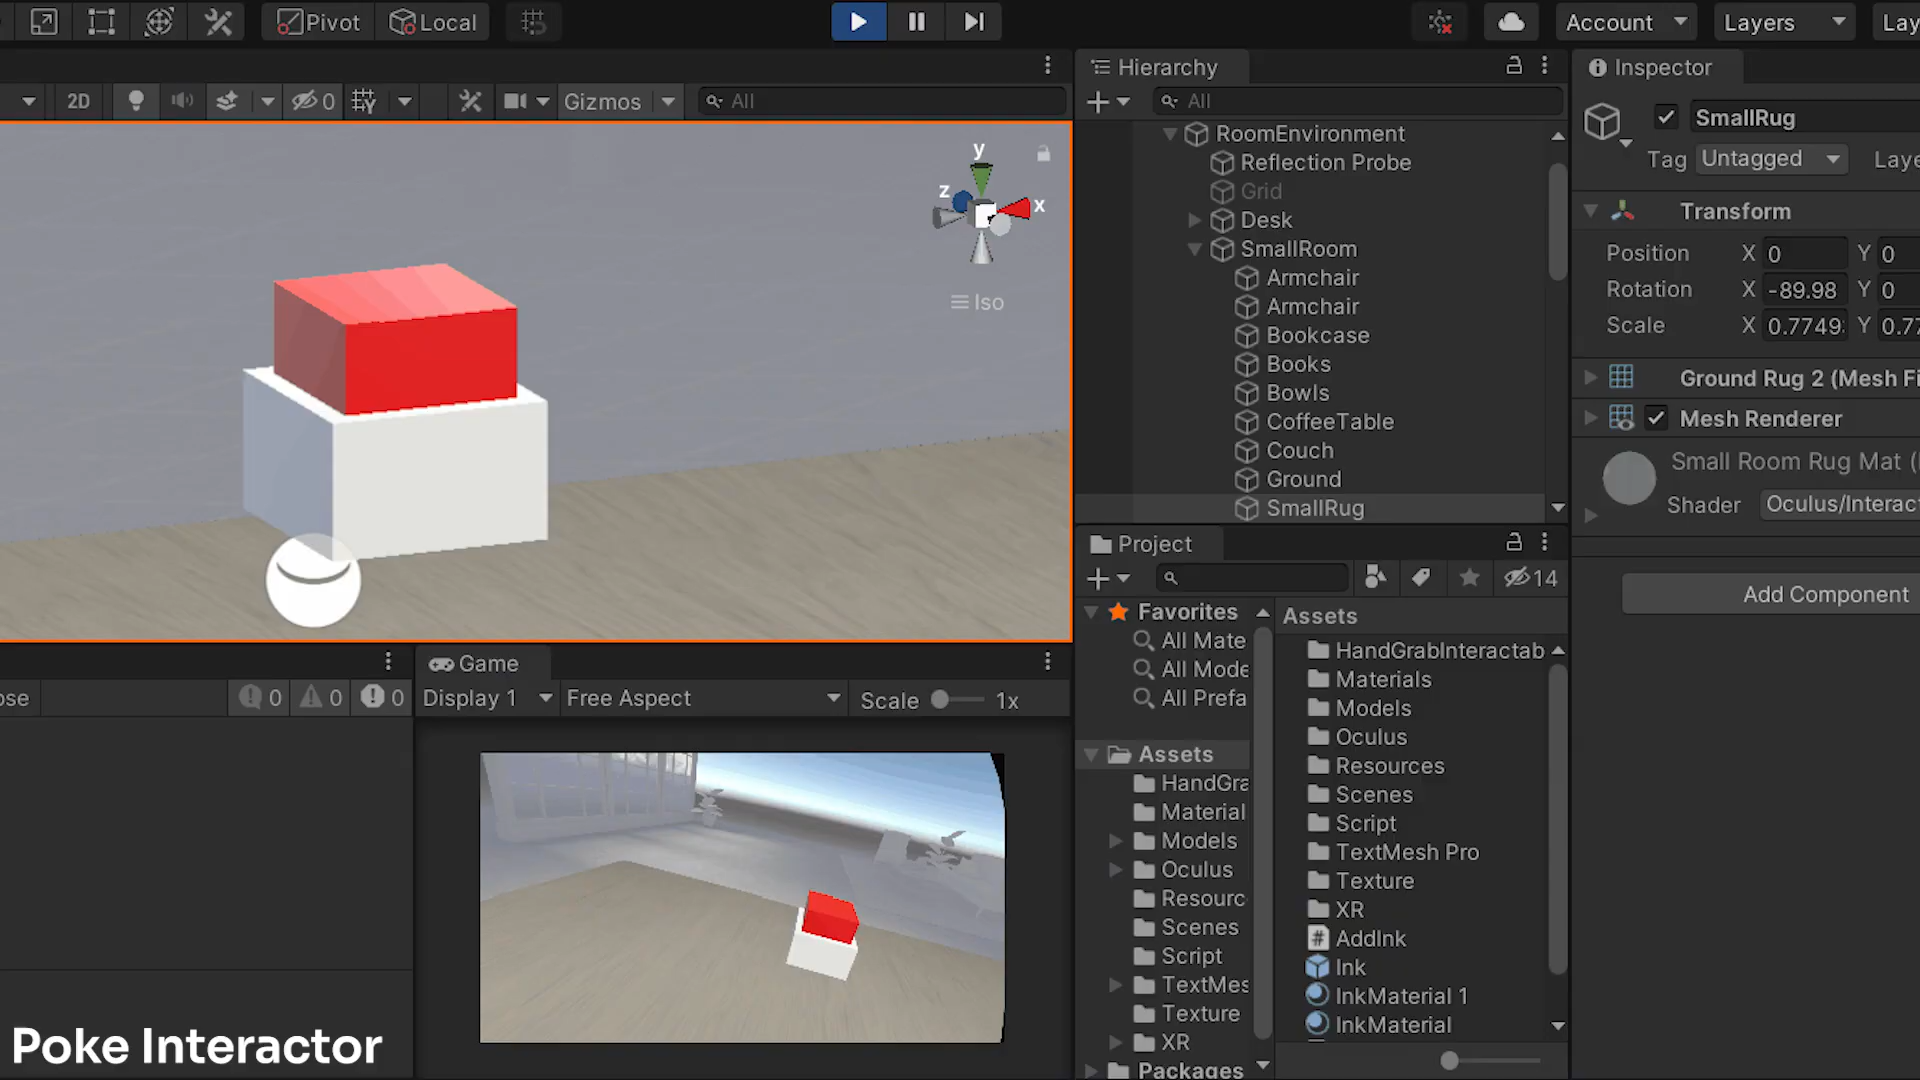 Pivot
Local
Account
Layers
Lay
2D
0
Gizmos
All
y
z
x
Iso
Hierarchy
All
RoomEnvironment
Reflection Probe
Grid
Desk
SmallRoom
Armchair
Armchair
Bookcase
Books
Bowls
CoffeeTable
Couch
Ground
SmallRug
Inspector
SmallRug
Tag Untagged Laye
Transform
Position X 0 Y 0
Rotation X -89.98 Y 0
Scale X 0.7749 Y 0.77
Ground Rug 2 (Mesh Fi
Mesh Renderer
Small Room Rug Mat (
Shader Oculus/Interact
Add Component
ose 0 0 0
Game
Display 1 Free Aspect Scale 1x
Project
14
Favorites
All Mate
All Mode
All Prefa
Assets
HandGra
Material
Models
Oculus
Resourc
Scenes
Script
TextMes
Texture
XR
Packages
Assets
HandGrabInteractab
Materials
Models
Oculus
Resources
Scenes
Script
TextMesh Pro
Texture
XR
# AddInk
Ink
InkMaterial 1
InkMaterial
Poke Interactor